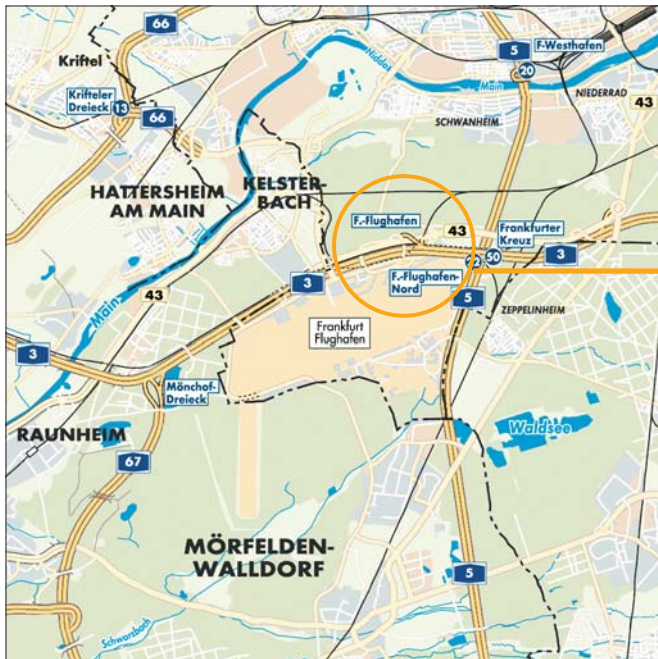 66
5
F-Westhafen
Kriftel
20
Nidda
Main
Krifteler
Dreieck
13
66
NIEDERRAD
43
SCHWANHEIM
HATTERSHEIM
AM MAIN
KELSTER-
BACH
F.-Flughafen
43
Frankfurter
Kreuz
22
50
3
3
F.-Flughafen-
Nord
5
Main
43
ZEPPELINHEIM
Frankfurt
Flughafen
3
Mönchof-
Dreieck
Waldsee
RAUNHEIM
67
MÖRFELDEN-
WALLDORF
5
Schwarzbach